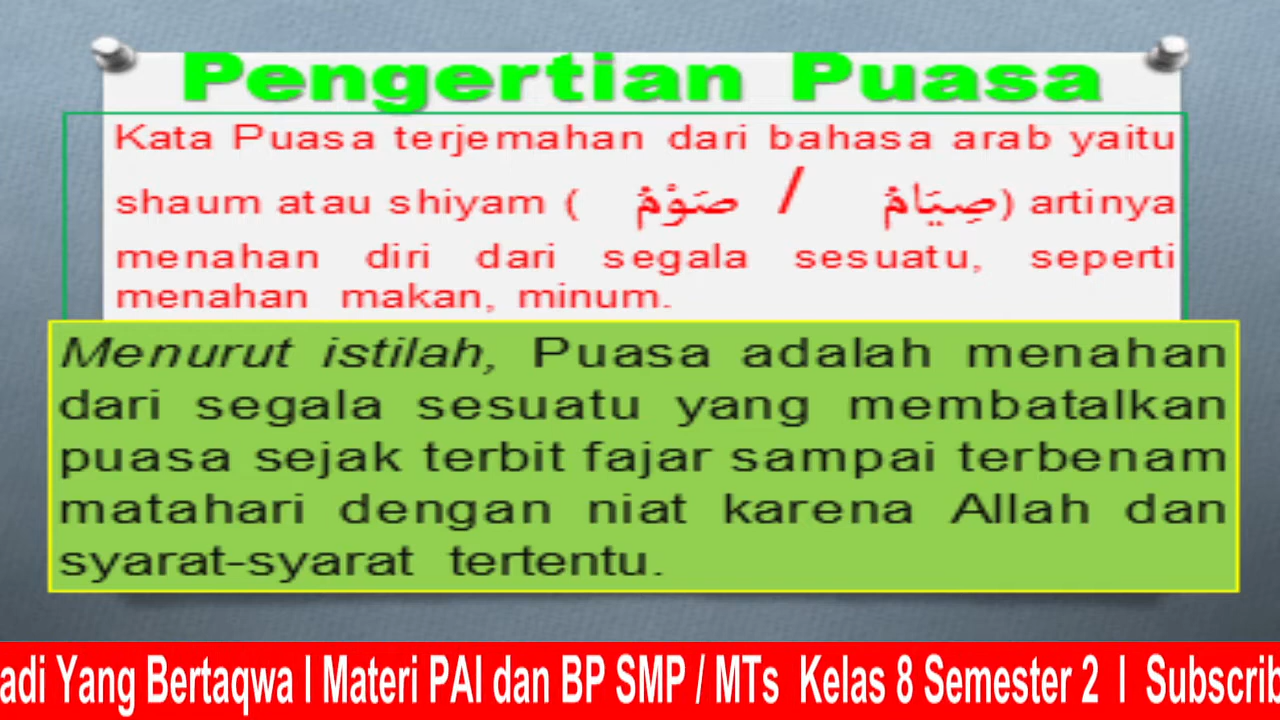 Pengertian Puasa
Kata Puasa terjemahan dari bahasa arab yaitu
shaum atau shiyam ( صَوْمْ / صِيَامْ) artinya
menahan diri dari segala sesuatu, seperti
menahan makan, minum.
Menurut istilah, Puasa adalah menahan
dari segala sesuatu yang membatalkan
puasa sejak terbit fajar sampai terbenam
matahari dengan niat karena Allah dan
syarat-syarat tertentu.
adi Yang Bertaqwa I Materi PAI dan BP SMP / MTs Kelas 8 Semester 2 I Subscrib